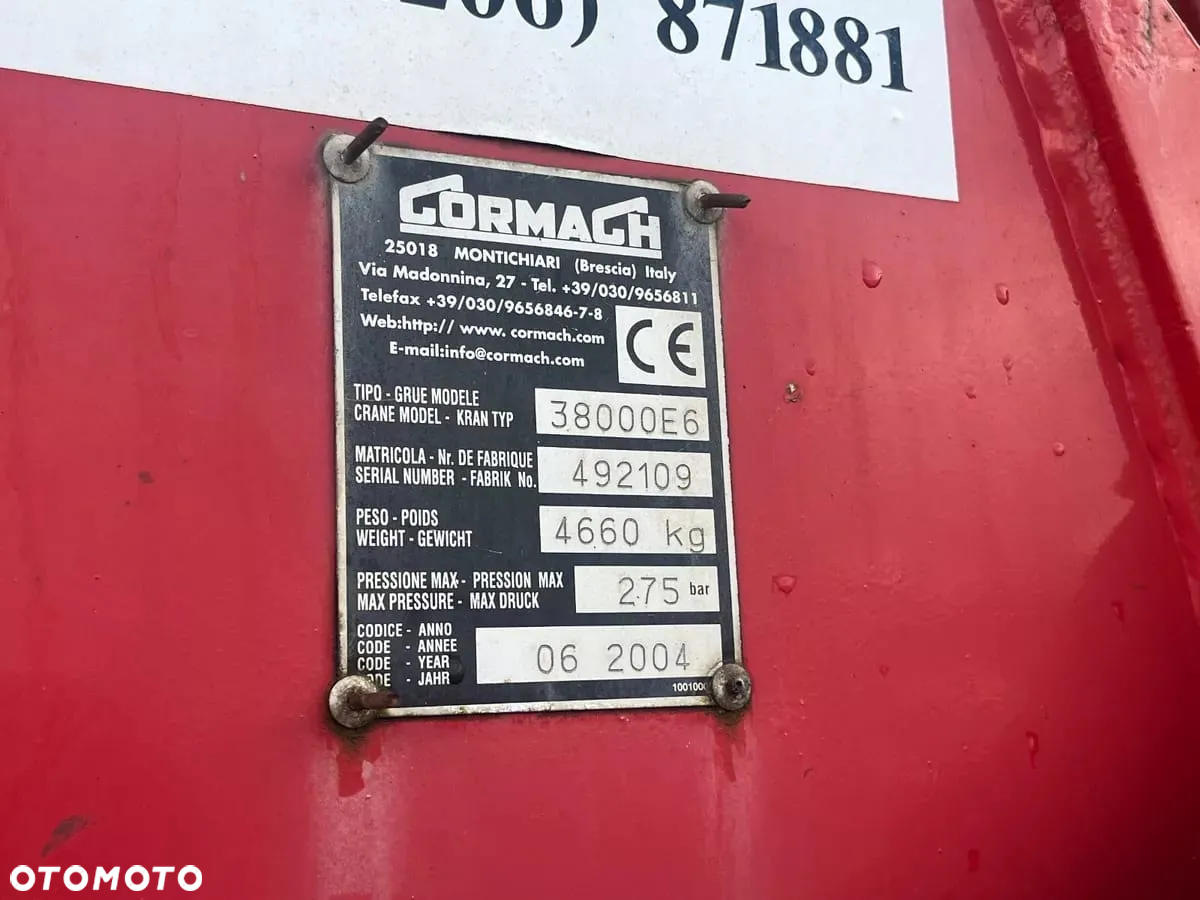 871881
CORMACH
25018 MONTICHIARI (Brescia) Italy
Via Madonnina, 27 - Tel. +39/030/9656811
Telefax +39/030/9656846-7-8
Web:http:// www. cormach.com
E-mail:info@cormach.com
CE
TIPO - GRUE MODELE
CRANE MODEL - KRAN TYP
38000E6
MATRICOLA - Nr. DE FABRIQUE
SERIAL NUMBER - FABRIK No.
492109
PESO - POIDS
WEIGHT - GEWICHT
4660 kg
PRESSIONE MAX - PRESSION MAX
MAX PRESSURE - MAX DRUCK
275 bar
CODICE - ANNO
CODE - ANNEE
CODE - YEAR
CODE - JAHR
06 2004
OTOMOTO